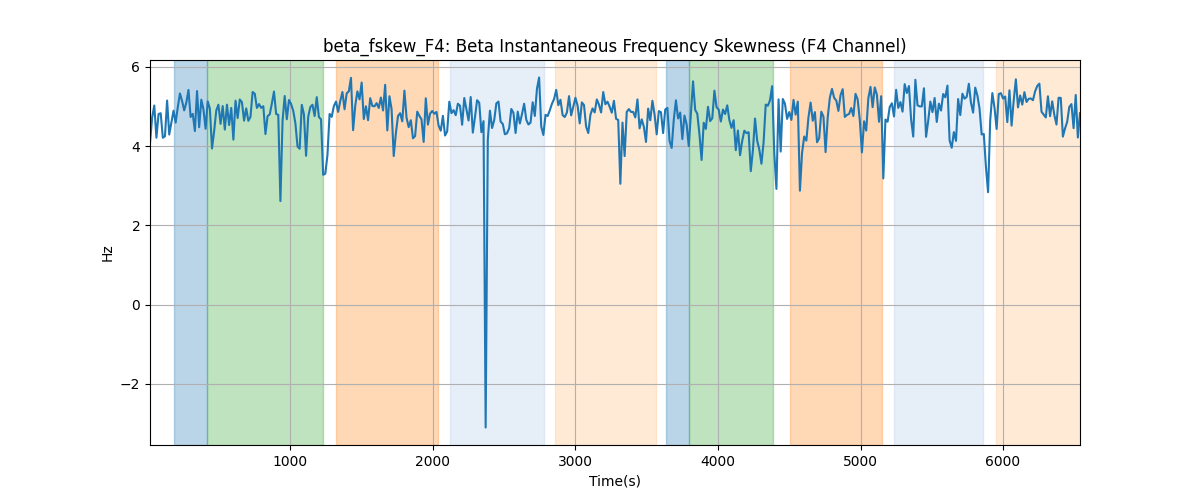 beta_fskew_F4: Beta Instantaneous Frequency Skewness (F4 Channel)
6
4
2
0
−2
Hz
1000 2000 3000 4000 5000 6000
Time(s)